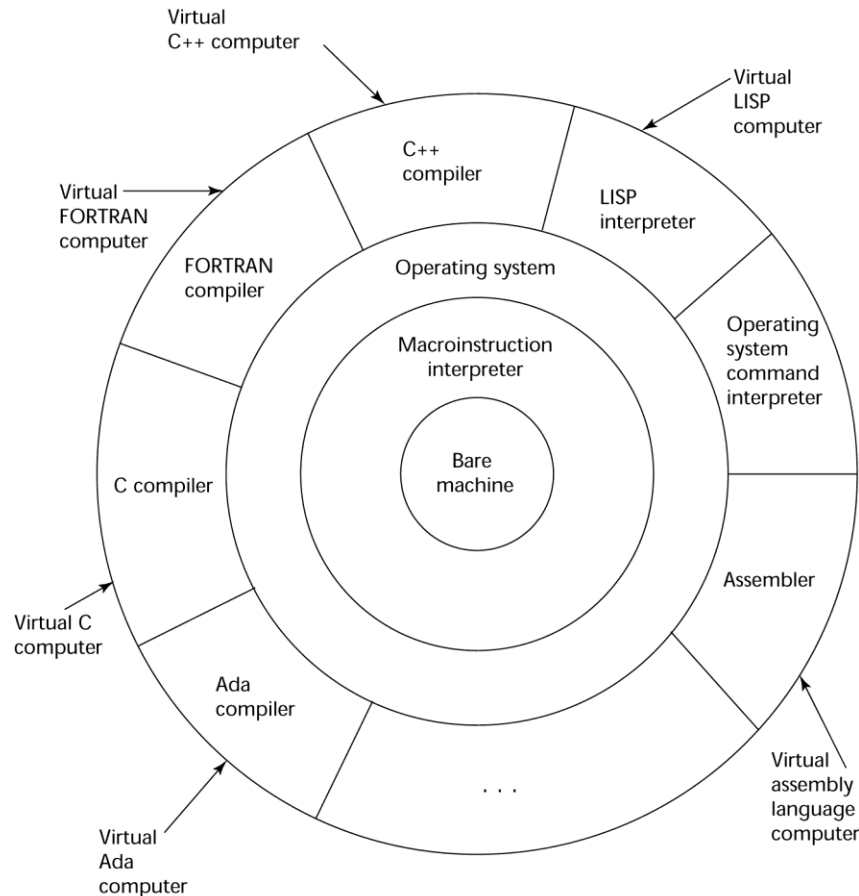 Virtual
C++ computer
Virtual
LISP
computer
C++
compiler
Virtual
FORTRAN
computer
LISP
interpreter
FORTRAN
compiler
Operating system
Operating
system
command
interpreter
Macroinstruction
interpreter
Bare
machine
C compiler
Assembler
Virtual C
computer
Ada
compiler
Virtual
assembly
language
computer
. . .
Virtual
Ada
computer